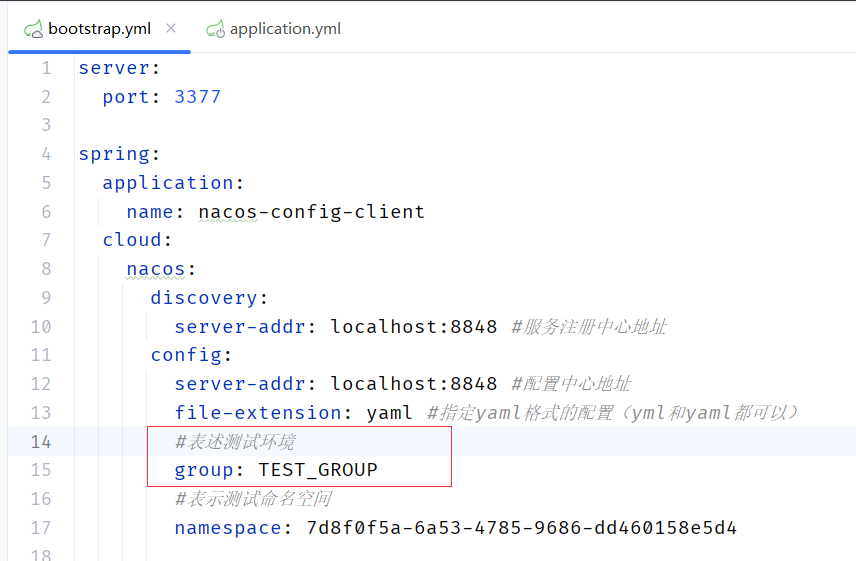 bootstrap.yml × application.yml
1 server:
2   port: 3377
3
4 spring:
5   application:
6     name: nacos-config-client
7   cloud:
8     nacos:
9       discovery:
10         server-addr: localhost:8848 #服务注册中心地址
11       config:
12         server-addr: localhost:8848 #配置中心地址
13         file-extension: yaml #指定yaml格式的配置（yml和yaml都可以）
14         #表述测试环境
15         group: TEST_GROUP
16         #表示测试命名空间
17         namespace: 7d8f0f5a-6a53-4785-9686-dd460158e5d4
18